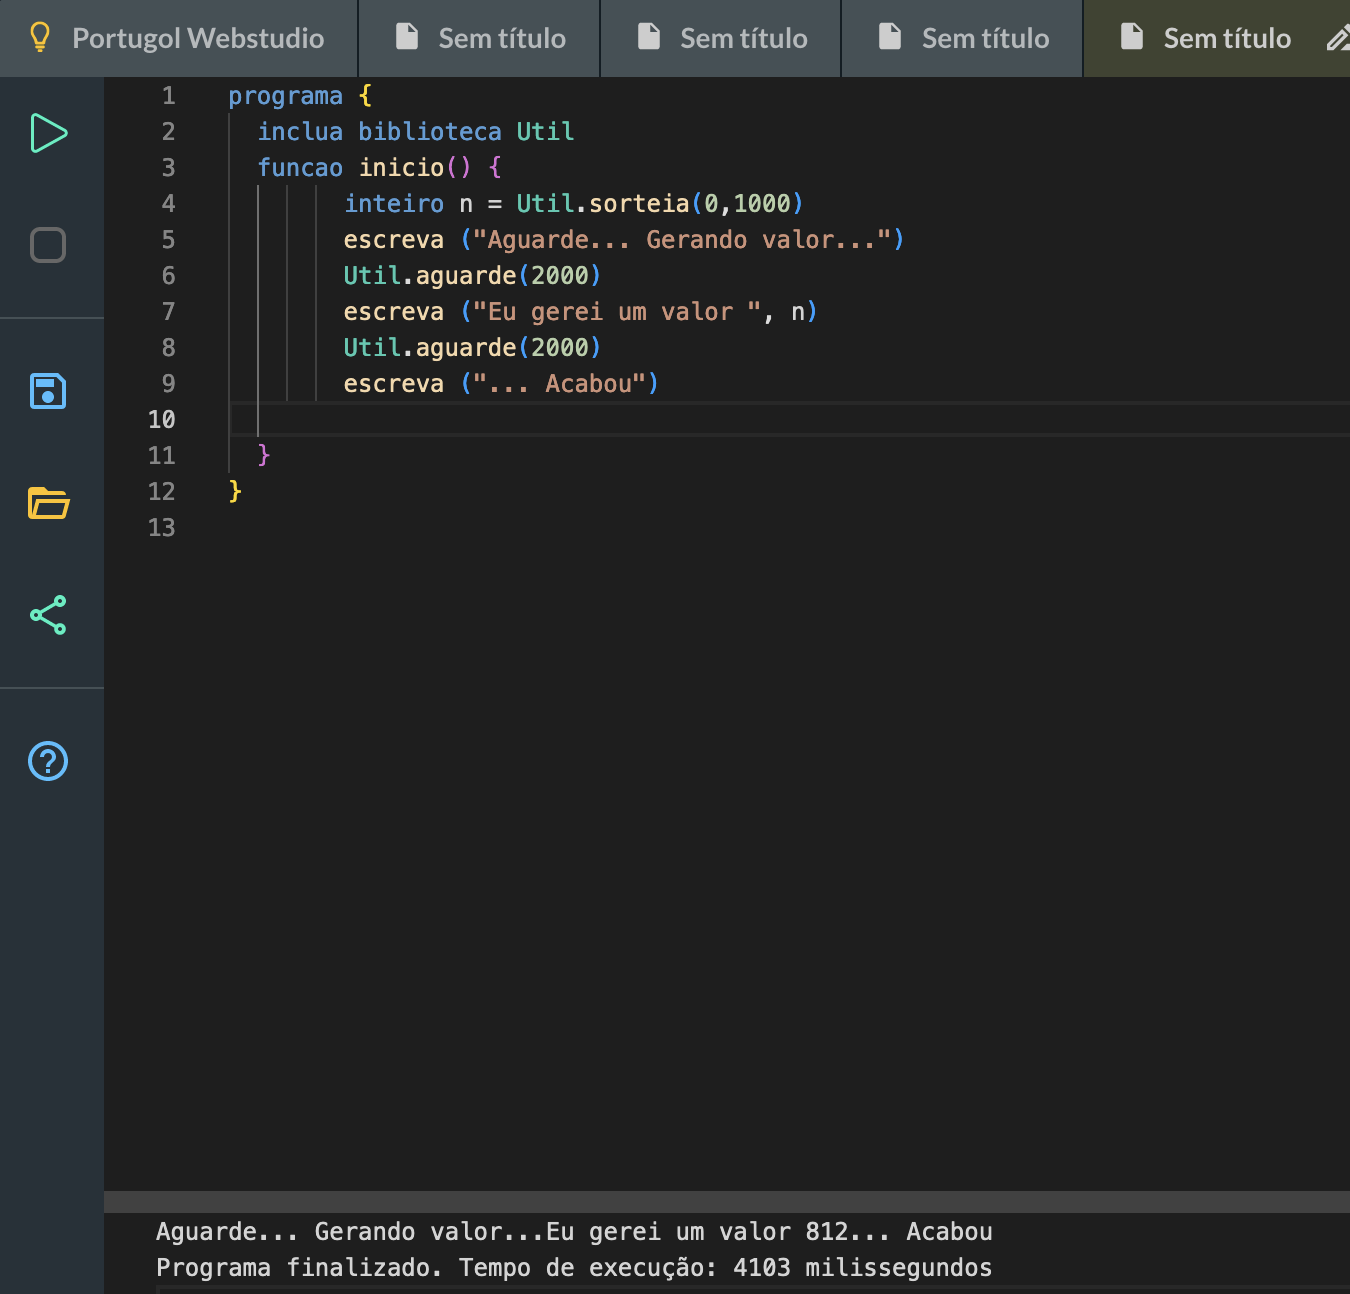 Portugol Webstudio Sem título Sem título Sem título Sem título
1 programa {
2 inclua biblioteca Util
3 funcao inicio() {
4 inteiro n = Util.sorteia(0,1000)
5 escreva ("Aguarde... Gerando valor...")
6 Util.aguarde(2000)
7 escreva ("Eu gerei um valor ", n)
8 Util.aguarde(2000)
9 escreva ("... Acabou")
10
11 }
12 }
13
Aguarde... Gerando valor...Eu gerei um valor 812... Acabou
Programa finalizado. Tempo de execução: 4103 milissegundos